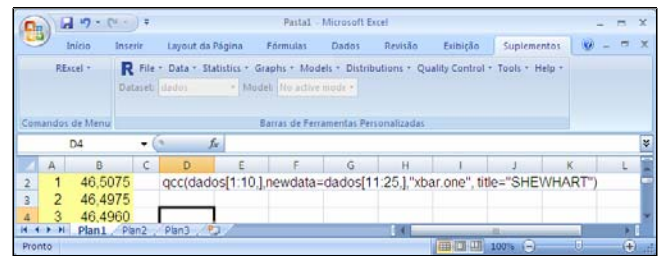 Pasta1 - Microsoft Excel
Início Inserir Layout da Página Fórmulas Dados Revisão Exibição Suplementos
RExcel R File Data Statistics Graphs Models Distributions Quality Control Tools Help
Dataset: dados Model: No active mode
Comandos de Menu Barras de Ferramentas Personalizadas
D4 fx
A B C D E F G H I J K L
2 1 46,5075 qcc(dados[1:10,],newdata=dados[11:25,],"xbar.one", title="SHEWHART")
3 2 46,4975
4 3 46,4960
Plan1 Plan2 Plan3
Pronto 100%